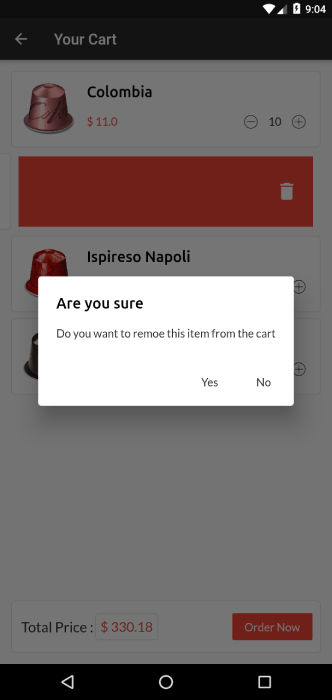 9:04
Your Cart
Colombia
$ 11.0
10
Ispireso Napoli
Are you sure
Do you want to remoe this item from the cart
Yes No
Total Price : $ 330.18 Order Now